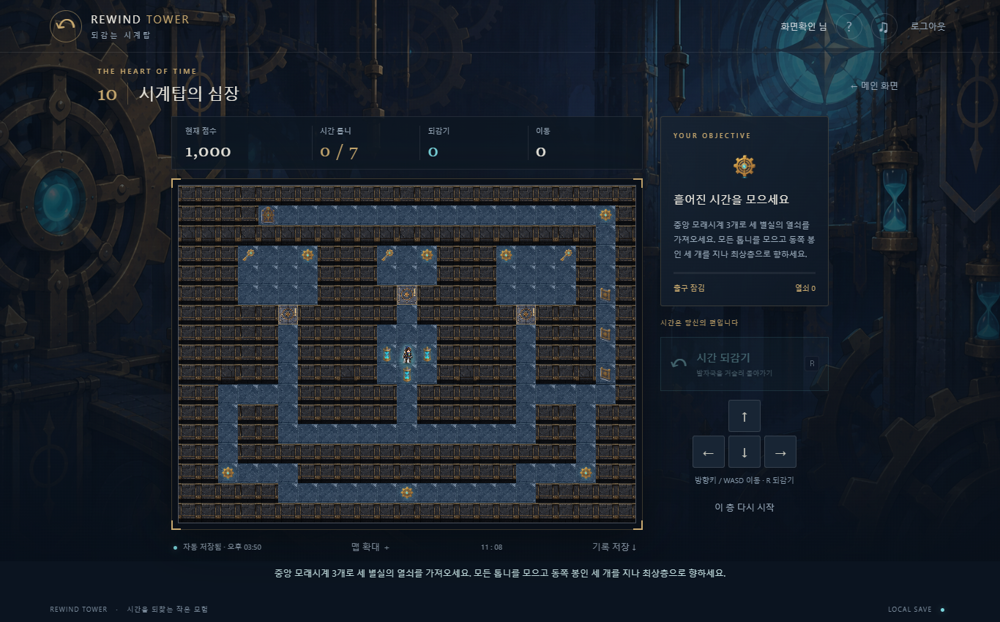 REWIND TOWER
되감는 시계탑
화면확인 님
?
로그아웃
THE HEART OF TIME
10 시계탑의 심장
← 메인 화면
현재 점수 시간 톱니 되감기 이동
1,000 0 / 7 0 0
YOUR OBJECTIVE
흩어진 시간을 모으세요
중앙 모래시계 3개로 세 별실의 열쇠를
가져오세요. 모든 톱니를 모으고 동쪽 봉
인 세 개를 지나 최상층으로 향하세요.
출구 잠김 열쇠 0
시간은 당신의 편입니다
시간 되감기
발자국을 거슬러 돌아가기
R
↑
← ↓ →
방향키 / WASD 이동 · R 되감기
이 층 다시 시작
자동 저장됨 · 오후 03:50 맵 확대 + 11 : 08 기록 저장 ↓
중앙 모래시계 3개로 세 별실의 열쇠를 가져오세요. 모든 톱니를 모으고 동쪽 봉인 세 개를 지나 최상층으로 향하세요.
REWIND TOWER · 시간을 되찾는 작은 모험
LOCAL SAVE